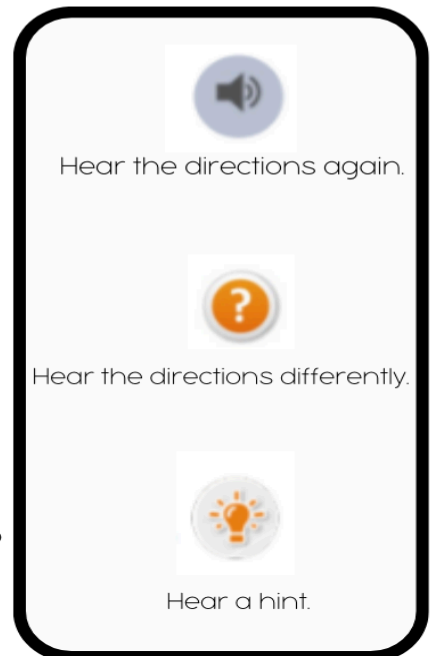 Hear the directions again.
?
Hear the directions differently.
Hear a hint.